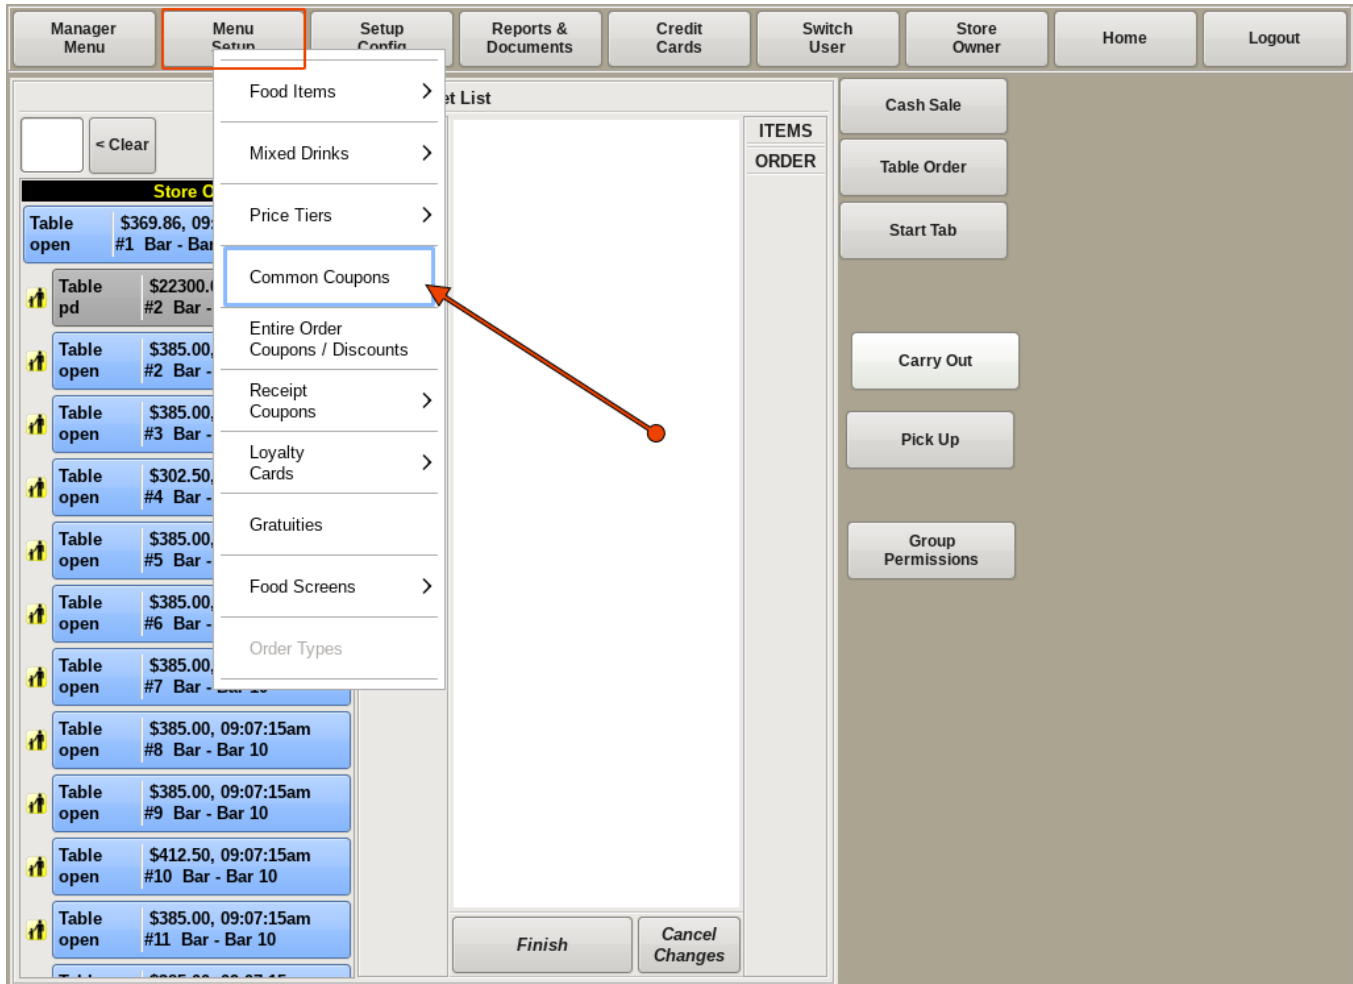 Manager
Menu
Menu
Setup
Setup
Config
Reports &
Documents
Credit
Cards
Switch
User
Store
Owner
Home
Logout
List
< Clear
Store
Table
open
$369.86, 09:
#1 Bar - Bar
Table
pd
$22300.
#2 Bar -
Table
open
$385.00,
#2 Bar -
Table
open
$385.00,
#3 Bar -
Table
open
$302.50,
#4 Bar -
Table
open
$385.00,
#5 Bar -
Table
open
$385.00,
#6 Bar -
Table
open
$385.00,
#7 Bar -
Table
open
$385.00, 09:07:15am
#8 Bar - Bar 10
Table
open
$385.00, 09:07:15am
#9 Bar - Bar 10
Table
open
$412.50, 09:07:15am
#10 Bar - Bar 10
Table
open
$385.00, 09:07:15am
#11 Bar - Bar 10
Food Items
Mixed Drinks
Price Tiers
Common Coupons
Entire Order
Coupons / Discounts
Receipt
Coupons
Loyalty
Cards
Gratuities
Food Screens
Order Types
ITEMS
ORDER
Finish
Cancel
Changes
Cash Sale
Table Order
Start Tab
Carry Out
Pick Up
Group
Permissions